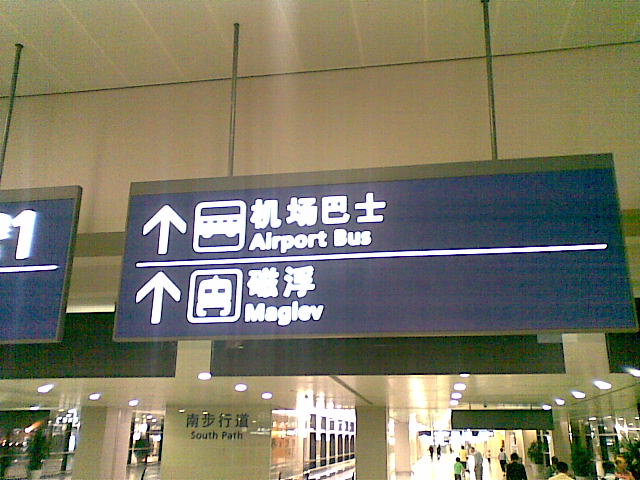 机场巴士
Airport Bus
磁浮
Maglev
南步行道
South Path